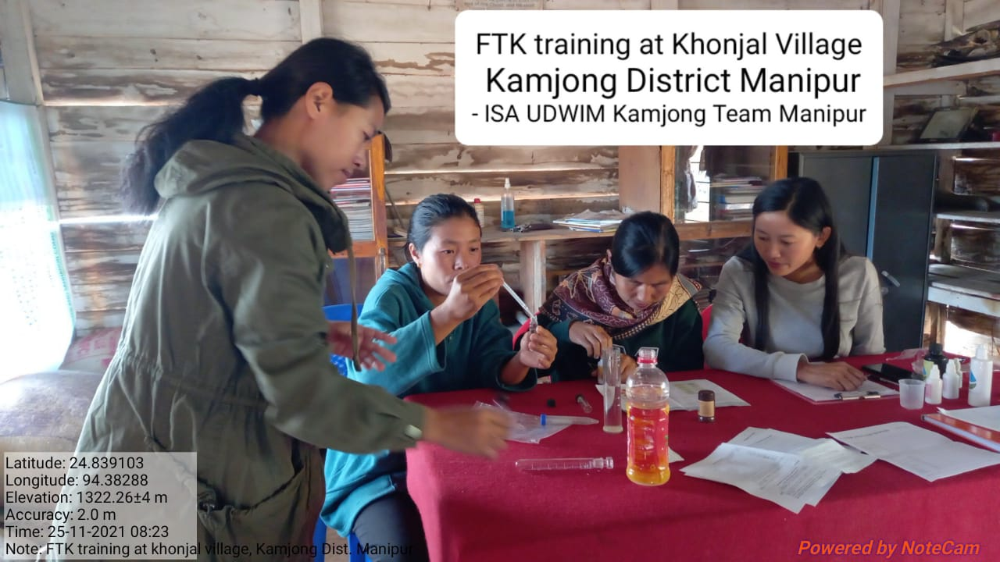 FTK training at Khonjal Village
Kamjong District Manipur
- ISA UDWIM Kamjong Team Manipur
Latitude: 24.839103
Longitude: 94.38288
Elevation: 1322.26±4 m
Accuracy: 2.0 m
Time: 25-11-2021 08:23
Note: FTK training at khonjal village, Kamjong Dist. Manipur
Powered by NoteCam